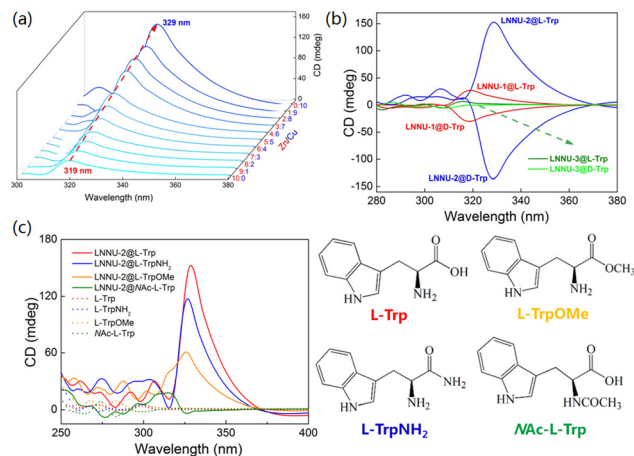 (a)
329 nm
319 nm
CD (mdeg)
160
120
80
40
0
0:10
1:9
2:8
3:7
4:6
5:5
6:4
7:3
8:2
9:1
10:0
Zn/Cu
300
320
340
360
380
Wavelength (nm)
(b)
CD (mdeg)
150
100
50
0
-50
-100
-150
LNNU-2@L-Trp
LNNU-1@L-Trp
LNNU-1@D-Trp
LNNU-2@D-Trp
LNNU-3@L-Trp
LNNU-3@D-Trp
280
300
320
340
360
380
Wavelength (nm)
(c)
CD (mdeg)
180
120
60
0
LNNU-2@L-Trp
LNNU-2@L-TrpNH₂
LNNU-2@L-TrpOMe
LNNU-2@NAc-L-Trp
L-Trp
L-TrpNH₂
L-TrpOMe
NAc-L-Trp
250
300
350
400
Wavelength (nm)
O
OH
NH₂
HN
L-Trp
O
OCH₃
NH₂
HN
L-TrpOMe
O
NH₂
NH₂
HN
L-TrpNH₂
O
OH
HNCOCH₃
HN
NAc-L-Trp